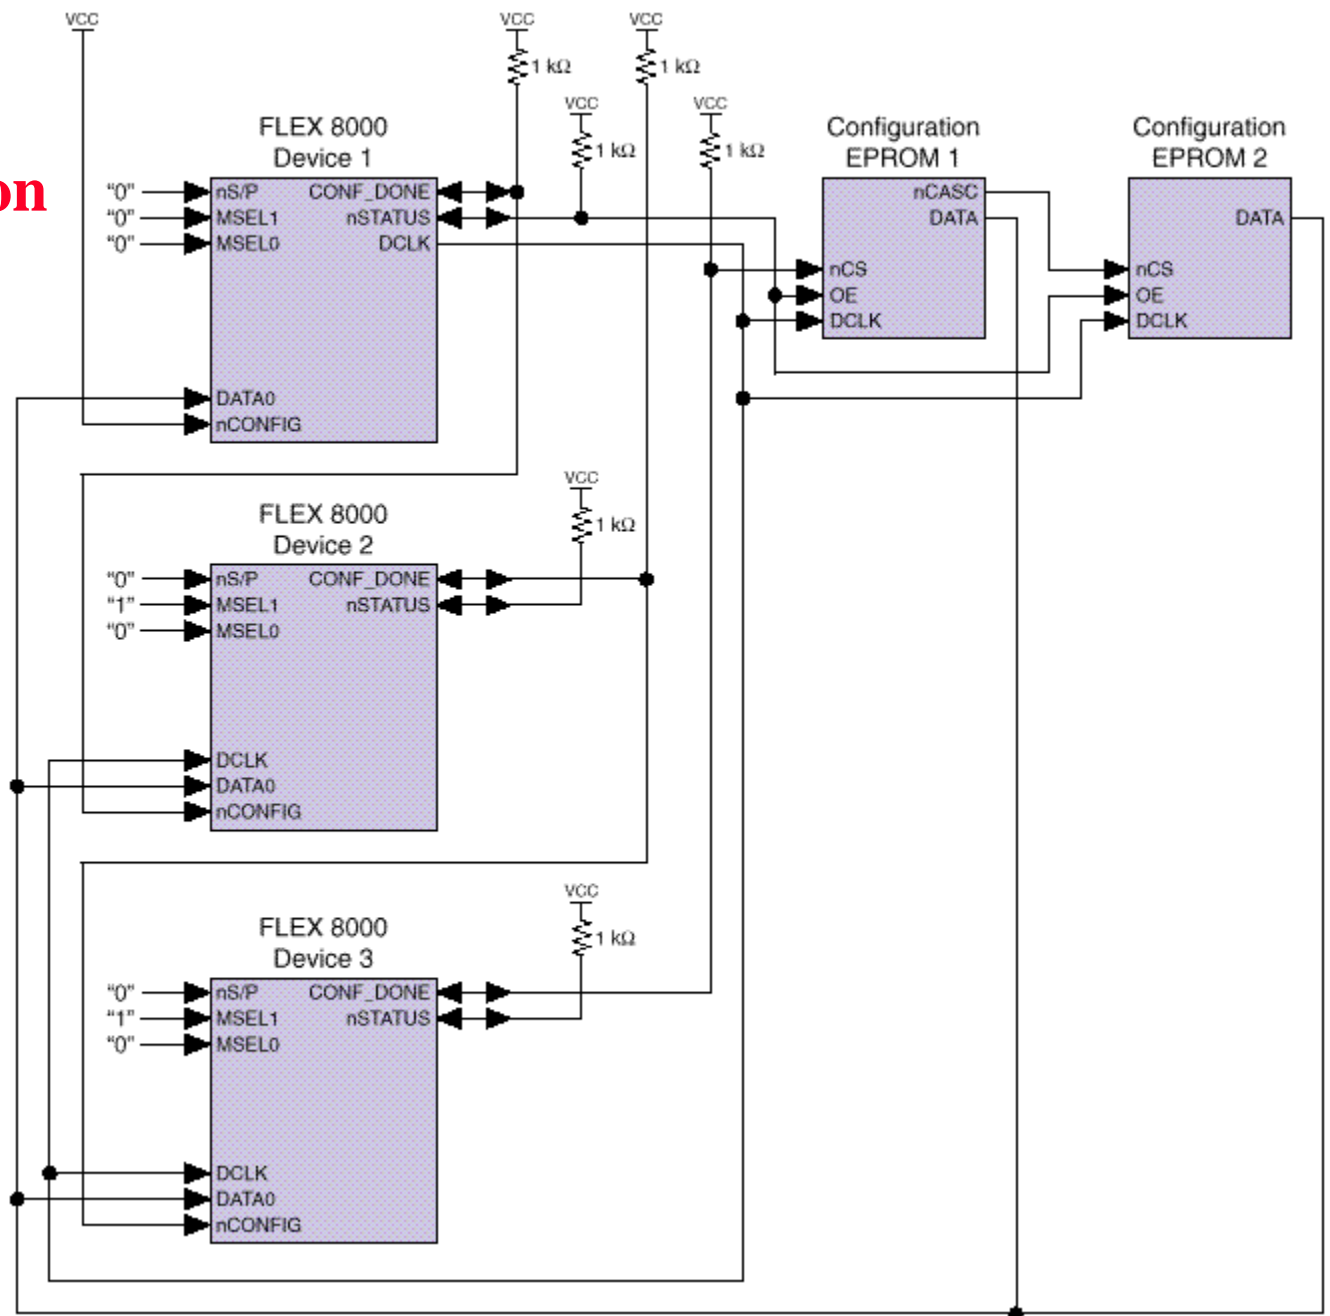 VCC
VCC
VCC
1 kΩ
1 kΩ
VCC
VCC
1 kΩ
1 kΩ
on
FLEX 8000
Device 1
"0"
"0"
"0"
nS/P
MSEL1
MSEL0
CONF_DONE
nSTATUS
DCLK
DATA0
nCONFIG
Configuration
EPROM 1
nCASC
DATA
nCS
OE
DCLK
Configuration
EPROM 2
DATA
nCS
OE
DCLK
VCC
1 kΩ
FLEX 8000
Device 2
"0"
"1"
"0"
nS/P
MSEL1
MSEL0
CONF_DONE
nSTATUS
DCLK
DATA0
nCONFIG
VCC
1 kΩ
FLEX 8000
Device 3
"0"
"1"
"0"
nS/P
MSEL1
MSEL0
CONF_DONE
nSTATUS
DCLK
DATA0
nCONFIG